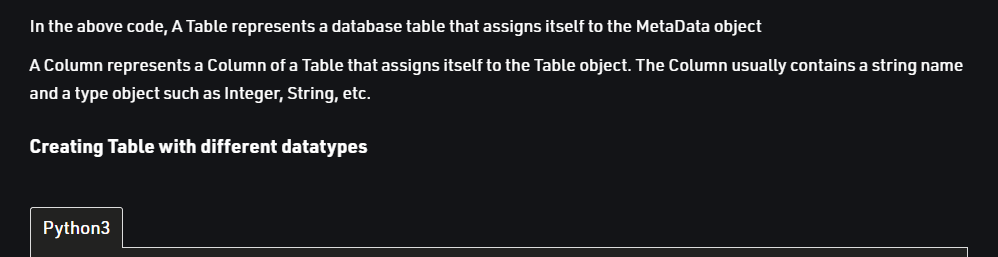 In the above code, A Table represents a database table that assigns itself to the MetaData object
A Column represents a Column of a Table that assigns itself to the Table object. The Column usually contains a string name
and a type object such as Integer, String, etc.
Creating Table with different datatypes
Python3